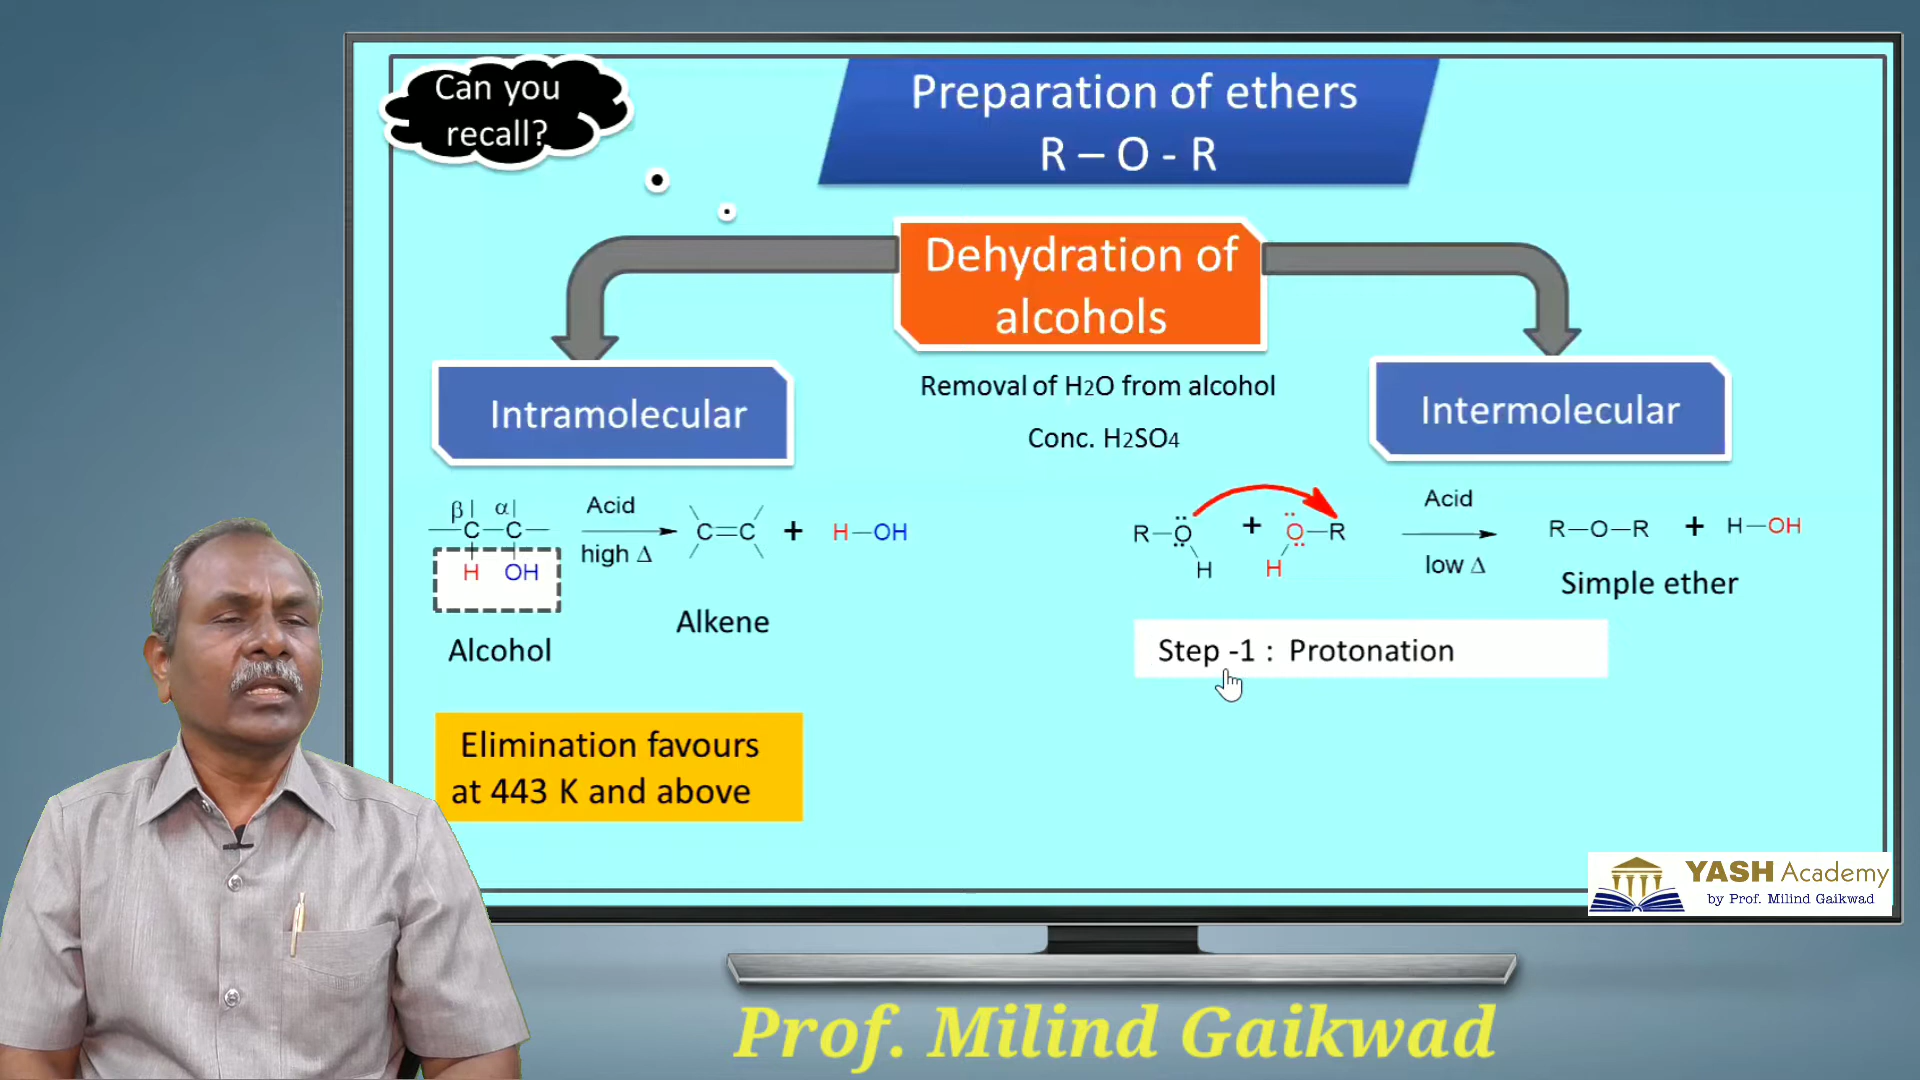 Can you
recall?
Preparation of ethers
R – O - R
Dehydration of
alcohols
Removal of H2O from alcohol
Conc. H2SO4
Intramolecular
Intermolecular
β α
C C
H OH
Acid
high Δ
C=C + H—OH
Alcohol
Alkene
R—O + O—R
H H
Acid
low Δ
R—O—R + H—OH
Simple ether
Step -1 : Protonation
Elimination favours
at 443 K and above
YASH Academy
by Prof. Milind Gaikwad
Prof. Milind Gaikwad